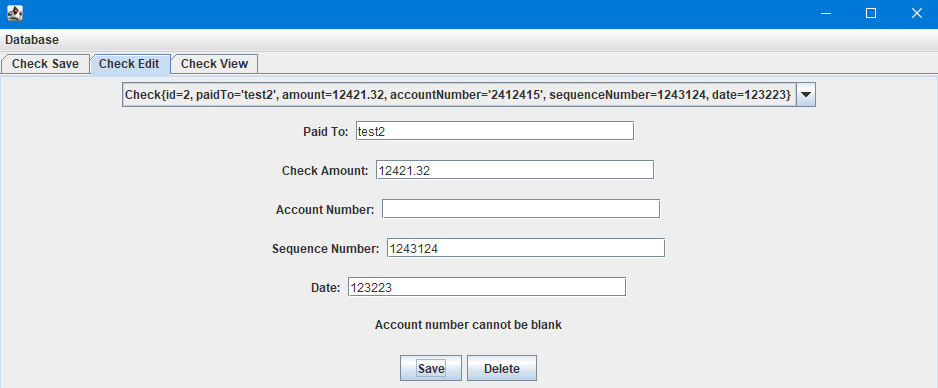 Database
Check Save Check Edit Check View
Check{id=2, paidTo='test2', amount=12421.32, accountNumber='2412415', sequenceNumber=1243124, date=123223}
Paid To: test2
Check Amount: 12421.32
Account Number:
Sequence Number: 1243124
Date: 123223
Account number cannot be blank
Save Delete